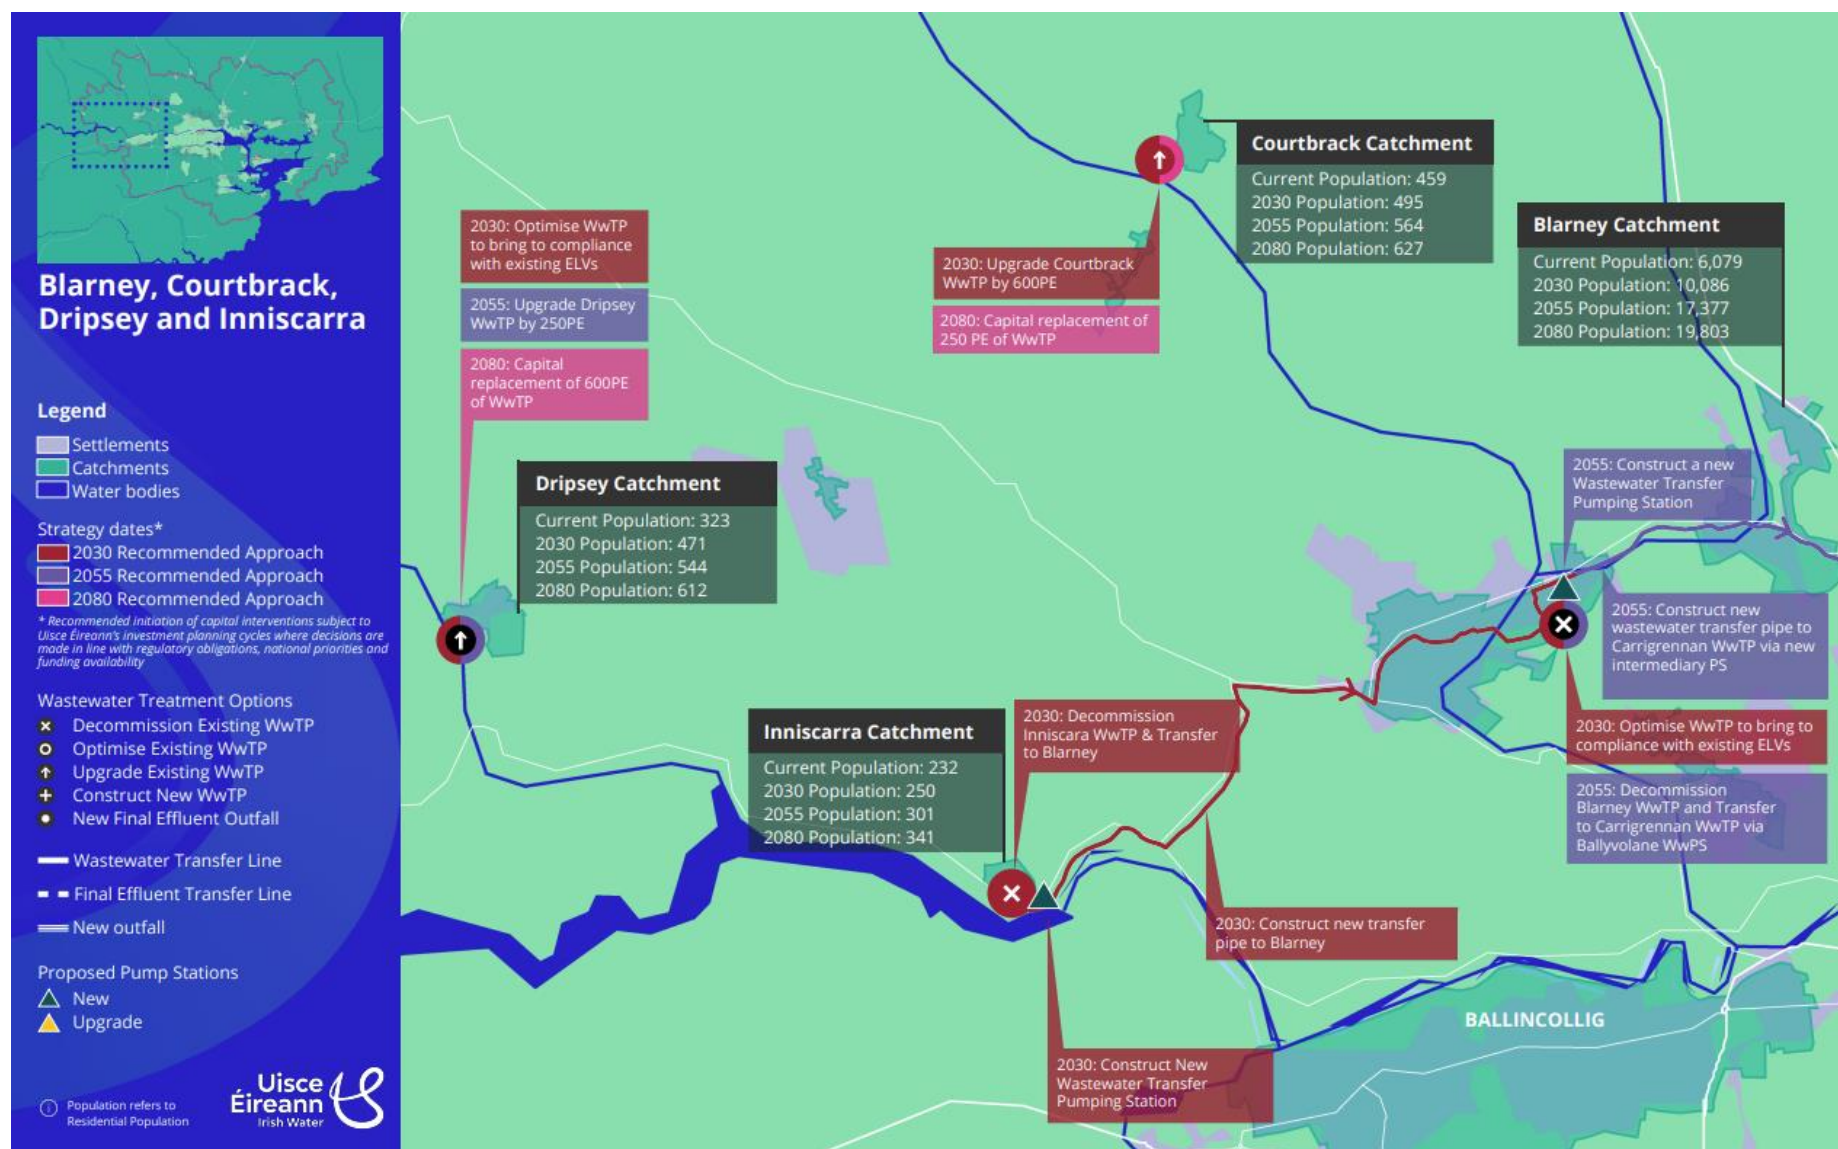 Blarney, Courtbrack,
Dripsey and Inniscarra
Legend
Settlements
Catchments
Water bodies
Strategy dates*
2030 Recommended Approach
2055 Recommended Approach
2080 Recommended Approach
* Recommended initiation of capital interventions subject to
Uisce Éireann's investment planning cycles where decisions are
made in line with regulatory obligations, national priorities and
funding availability
Wastewater Treatment Options
Decommission Existing WwTP
Optimise Existing WwTP
Upgrade Existing WwTP
Construct New WwTP
New Final Effluent Outfall
Wastewater Transfer Line
Final Effluent Transfer Line
New outfall
Proposed Pump Stations
New
Upgrade
Population refers to
Residential Population
Uisce
Éireann
Irish Water
2030: Optimise WwTP
to bring to compliance
with existing ELVs
2055: Upgrade Dripsey
WwTP by 250PE
2080: Capital
replacement of 600PE
of WwTP
Dripsey Catchment
Current Population: 323
2030 Population: 471
2055 Population: 544
2080 Population: 612
2030: Upgrade Courtbrack
WwTP by 600PE
2080: Capital replacement of
250 PE of WwTP
Courtbrack Catchment
Current Population: 459
2030 Population: 495
2055 Population: 564
2080 Population: 627
Blarney Catchment
Current Population: 6,079
2030 Population: 10,086
2055 Population: 17,377
2080 Population: 19,803
2055: Construct a new
Wastewater Transfer
Pumping Station
2055: Construct new
wastewater transfer pipe to
Carrigrennan WwTP via new
intermediary PS
2030: Optimise WwTP to bring to
compliance with existing ELVs
2055: Decommission
Blarney WwTP and Transfer
to Carrigrennan WwTP via
Ballyvolane WwPS
Inniscarra Catchment
Current Population: 232
2030 Population: 250
2055 Population: 301
2080 Population: 341
2030: Decommission
Inniscara WwTP & Transfer
to Blarney
2030: Construct new transfer
pipe to Blarney
2030: Construct New
Wastewater Transfer
Pumping Station
BALLINCOLLIG